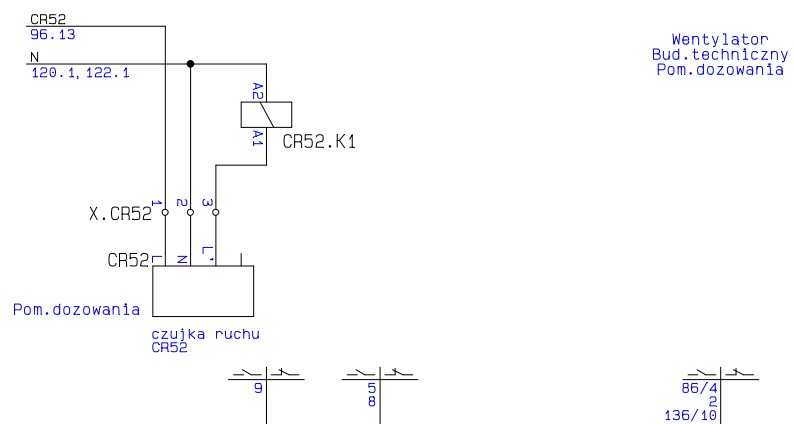 CR52
96.13
N
120.1, 122.1
Wentylator
Bud.techniczny
Pom.dozowania
A2
A1
CR52.K1
X.CR52
1
2
3
CR52
L
N
L'
Pom.dozowania
czujka ruchu
CR52
9
5
8
86/4
2
136/10